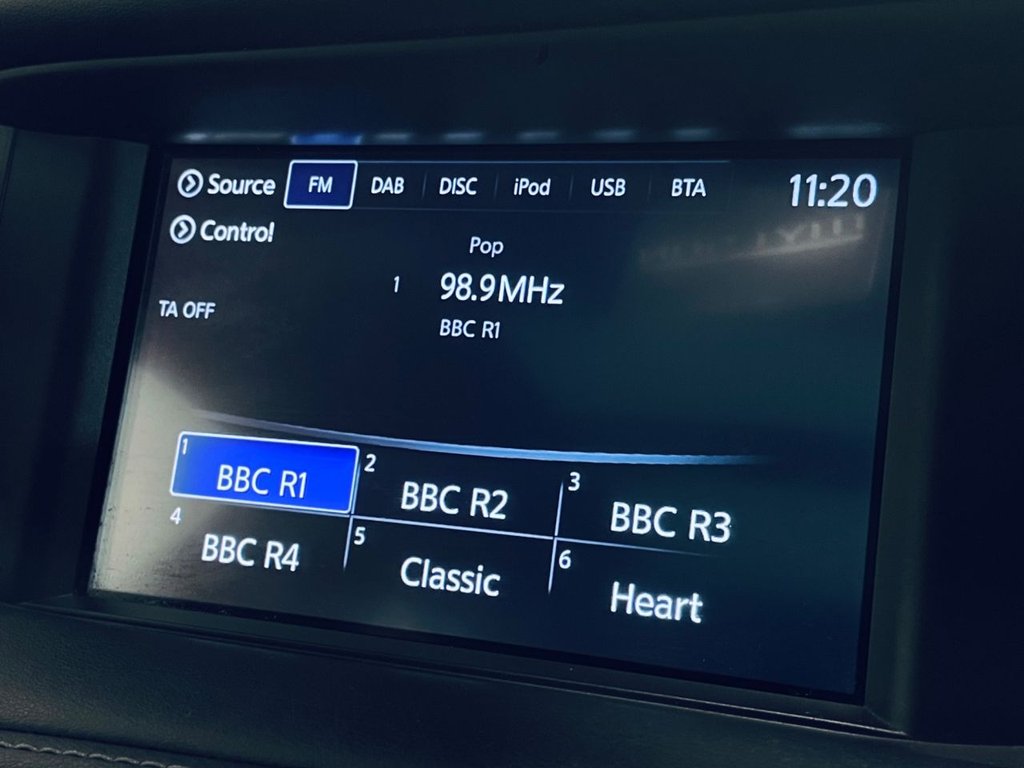 Source FM DAB DISC iPod USB BTA 11:20
Control
Pop
1 98.9MHz
TA OFF
BBC R1
1 BBC R1
2 BBC R2
3 BBC R3
4 BBC R4
5 Classic
6 Heart